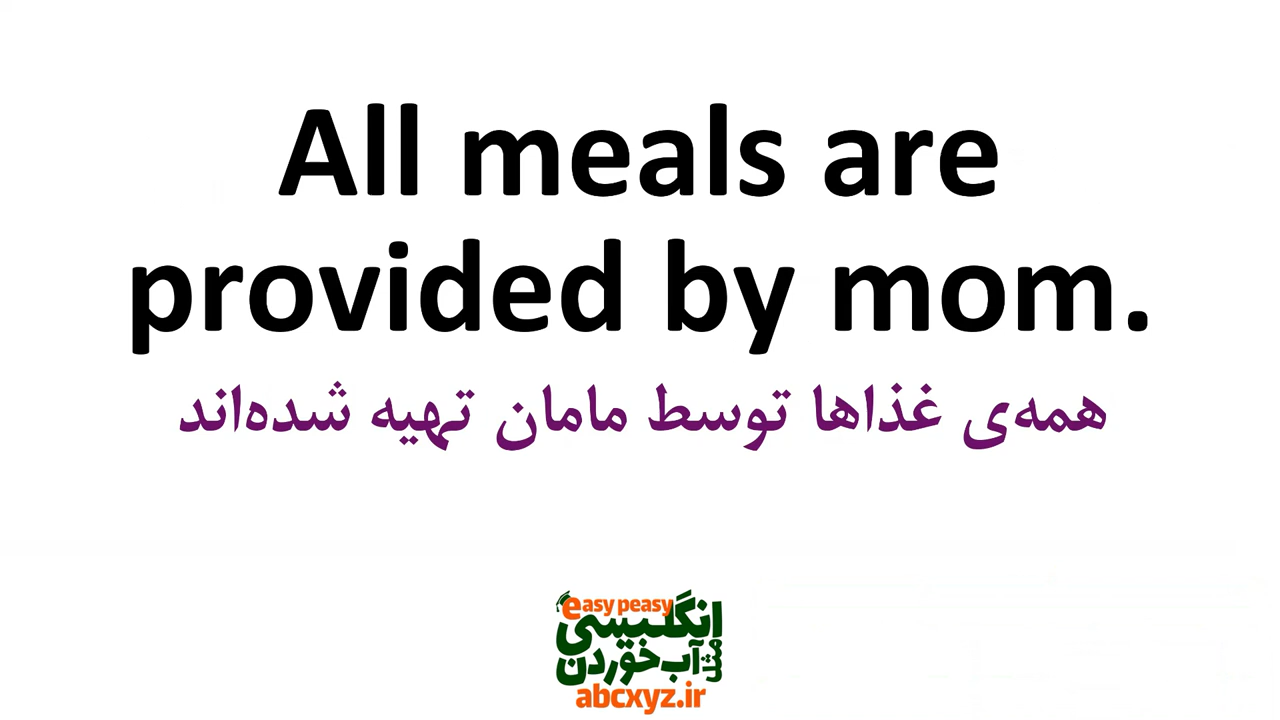 All meals are
provided by mom.
همه‌ی غذاها توسط مامان تهیه شده‌اند
easy peasy
انگلیسی
مثل آب خوردن
abcxyz.ir